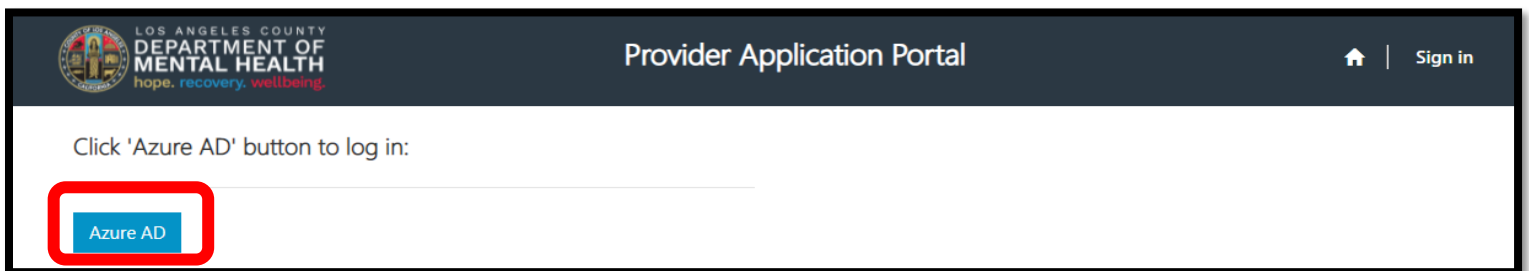 LOS ANGELES COUNTY
DEPARTMENT OF
MENTAL HEALTH
hope. recovery. wellbeing.
Provider Application Portal
| Sign in
Click 'Azure AD' button to log in:
Azure AD